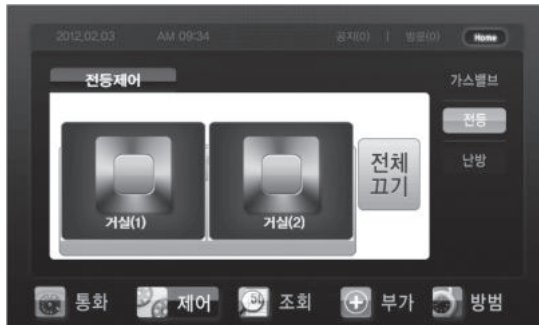 2012.02.03 AM 09:34 공지(0) | 방문(0) Home
전등제어
가스밸브
전등
난방
거실(1) 거실(2) 전체 끄기
통화 제어 조회 부가 방범